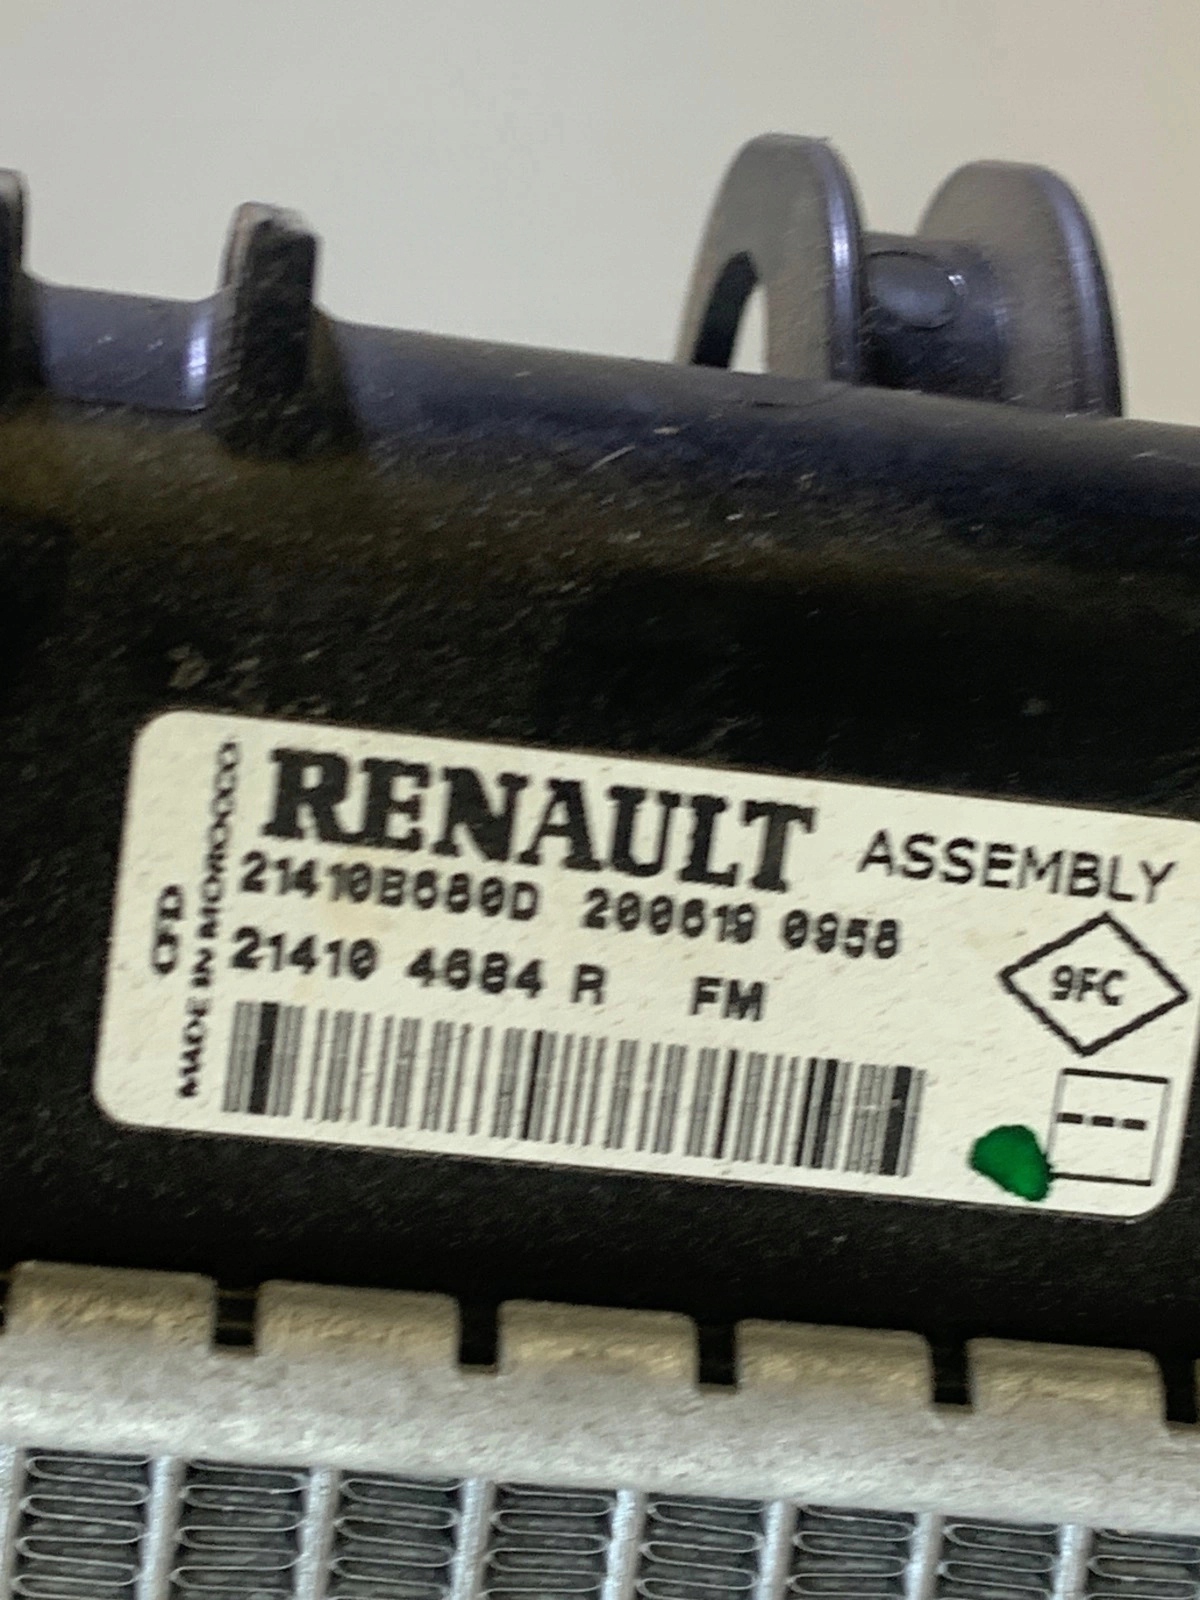 RENAULT ASSEMBLY
21410B680D 200619 0958
21410 4684 R FM
9FC
---
MADE IN MOROCCO